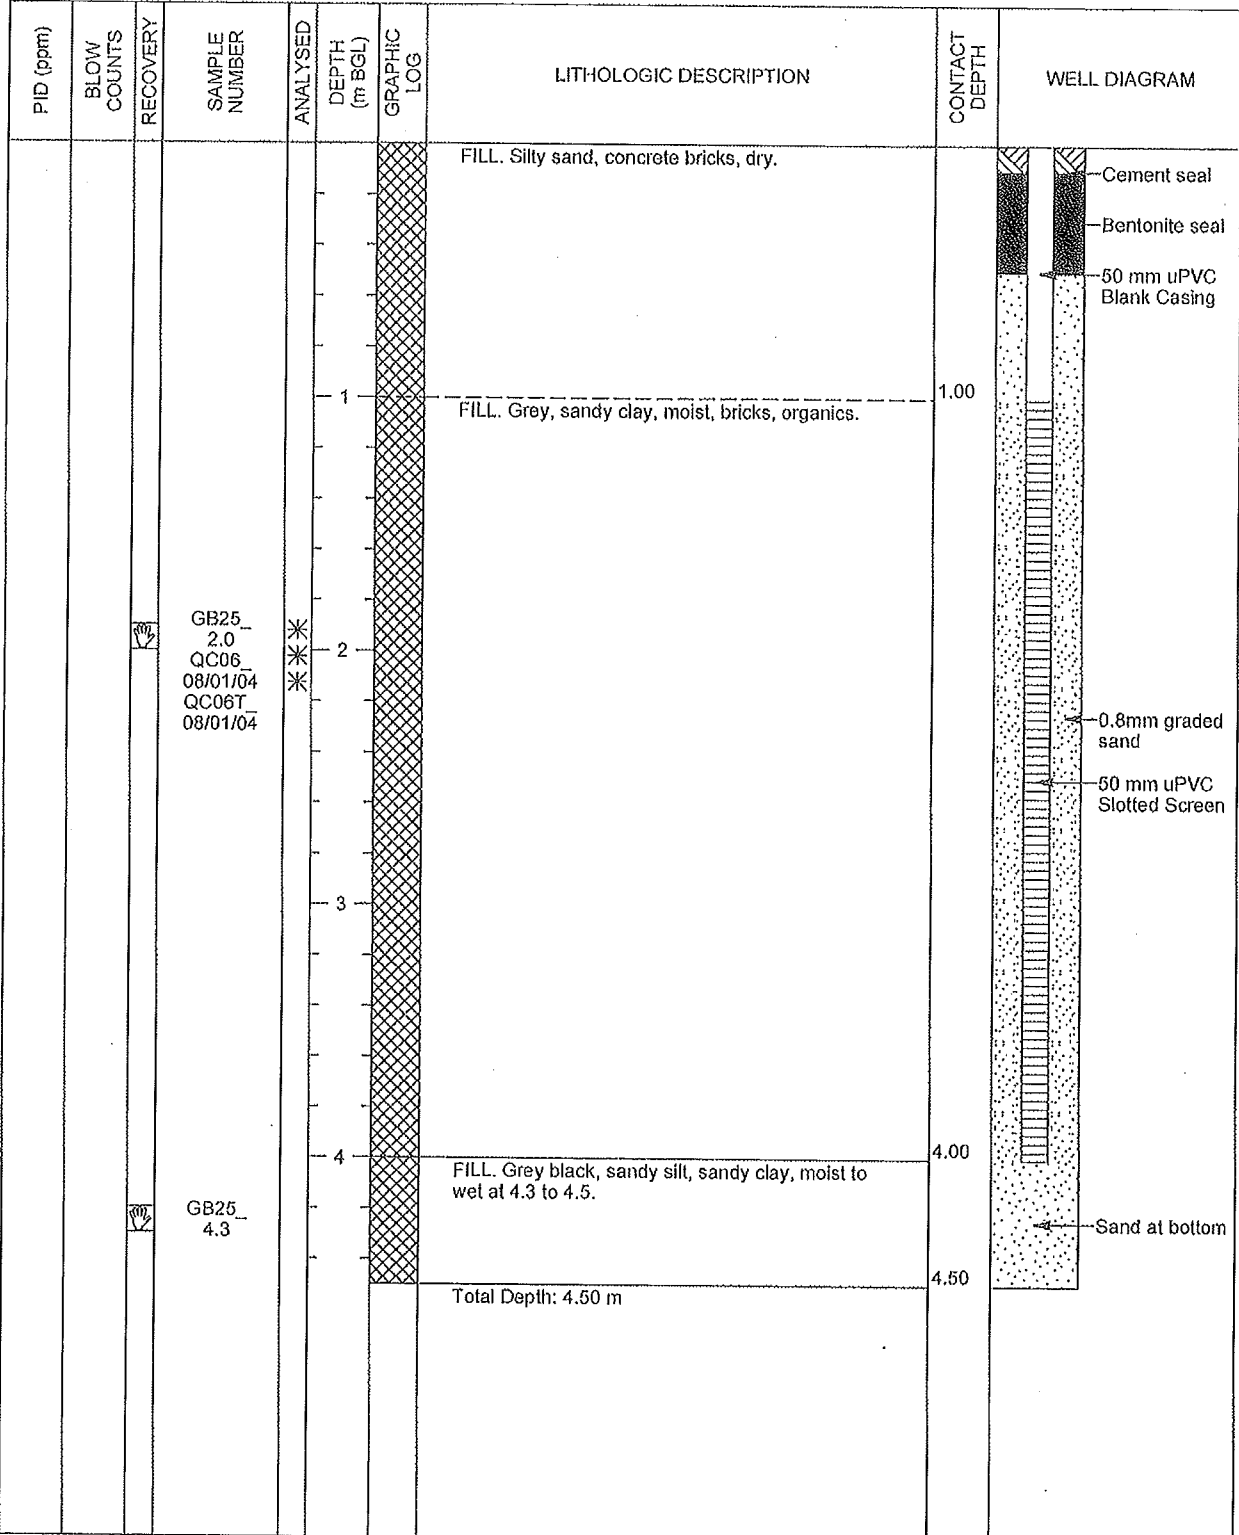 PID (ppm)
BLOW
COUNTS
RECOVERY
SAMPLE
NUMBER
ANALYSED
DEPTH
(m BGL)
GRAPHIC
LOG
LITHOLOGIC DESCRIPTION
CONTACT
DEPTH
WELL DIAGRAM
FILL. Silty sand, concrete bricks, dry.
Cement seal
Bentonite seal
50 mm uPVC
Blank Casing
1
1.00
FILL. Grey, sandy clay, moist, bricks, organics.
GB25_
2.0
QC06_
08/01/04
QC06T_
08/01/04
2
0.8mm graded
sand
50 mm uPVC
Slotted Screen
3
4
4.00
FILL. Grey black, sandy silt, sandy clay, moist to
wet at 4.3 to 4.5.
GB25_
4.3
Sand at bottom
4.50
Total Depth: 4.50 m